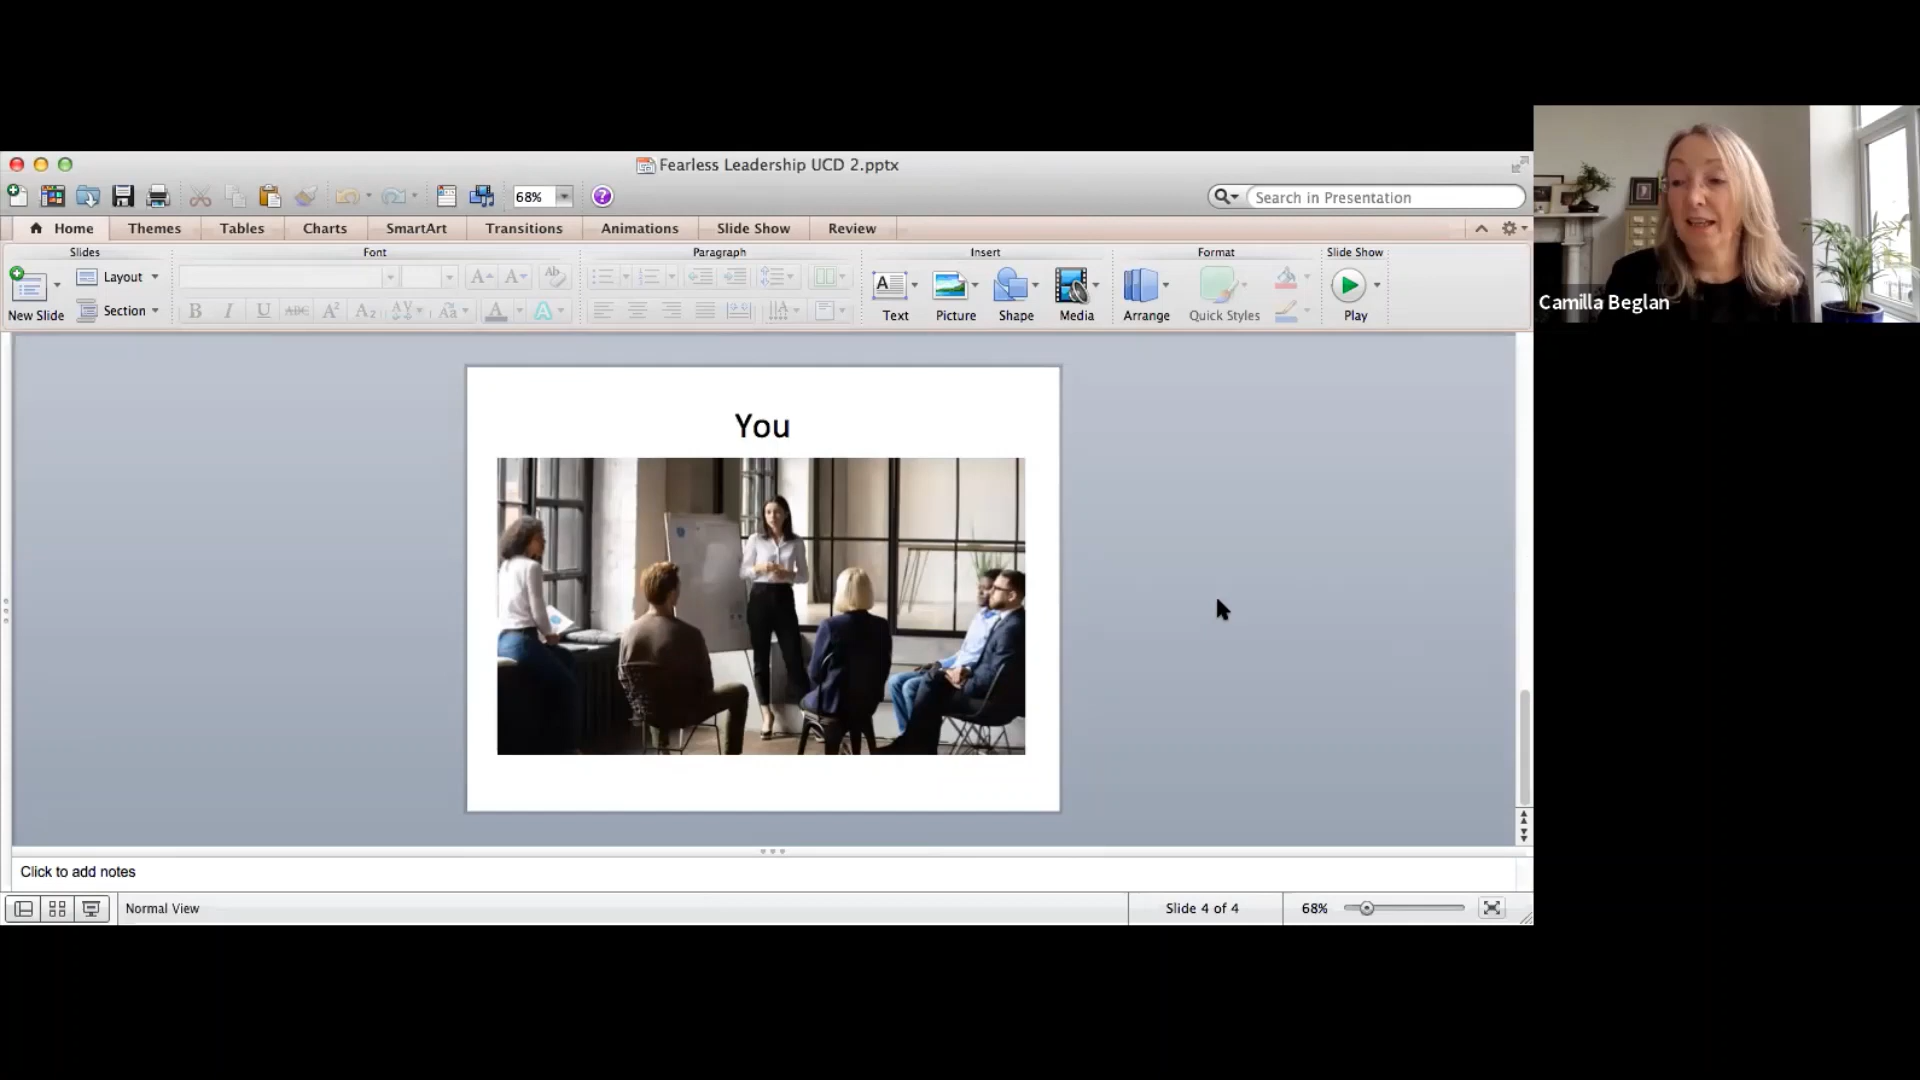 Fearless Leadership UCD 2.pptx
68%
Search in Presentation
Home
Themes
Tables
Charts
SmartArt
Transitions
Animations
Slide Show
Review
Slides
Font
Paragraph
Insert
Format
Slide Show
Layout
Section
New Slide
Text
Picture
Shape
Media
Arrange
Quick Styles
Play
Camilla Beglan
You
Click to add notes
Normal View
Slide 4 of 4
68%